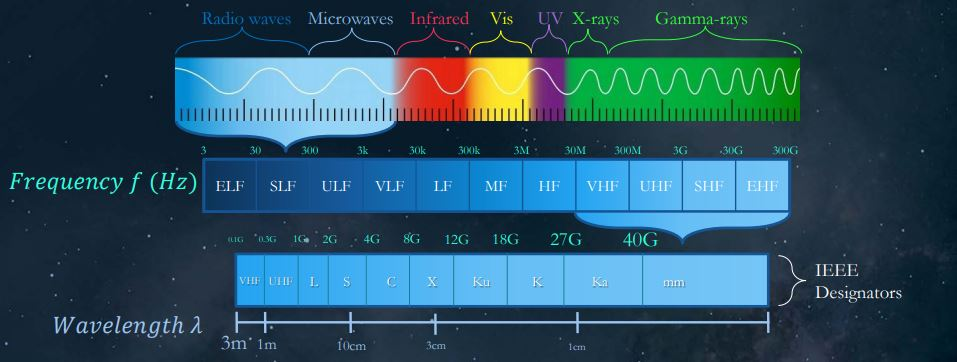 Radio waves Microwaves Infrared Vis UV X-rays Gamma-rays
3 30 300 3k 30k 300k 3M 30M 300M 3G 30G 300G
Frequency f (Hz)
ELF SLF ULF VLF LF MF HF VHF UHF SHF EHF
0.1G 0.3G 1G 2G 4G 8G 12G 18G 27G 40G
VHF UHF L S C X Ku K Ka mm
IEEE
Designators
Wavelength λ
3m 1m 10cm 3cm 1cm